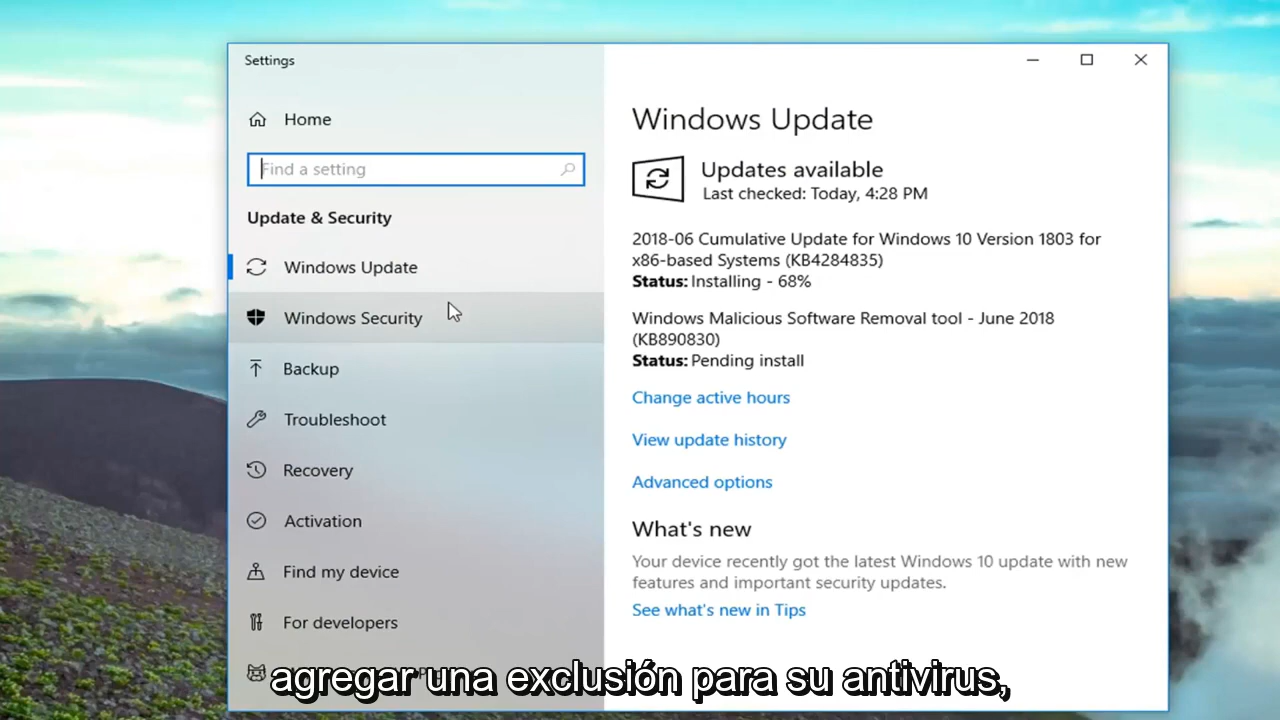 Settings
Home
Find a setting
Update & Security
Windows Update
Windows Security
Backup
Troubleshoot
Recovery
Activation
Find my device
For developers
Windows Update
Updates available
Last checked: Today, 4:28 PM
2018-06 Cumulative Update for Windows 10 Version 1803 for
x86-based Systems (KB4284835)
Status: Installing - 68%
Windows Malicious Software Removal tool - June 2018
(KB890830)
Status: Pending install
Change active hours
View update history
Advanced options
What's new
Your device recently got the latest Windows 10 update with new
features and important security updates.
See what's new in Tips
agregar una exclusión para su antivirus,